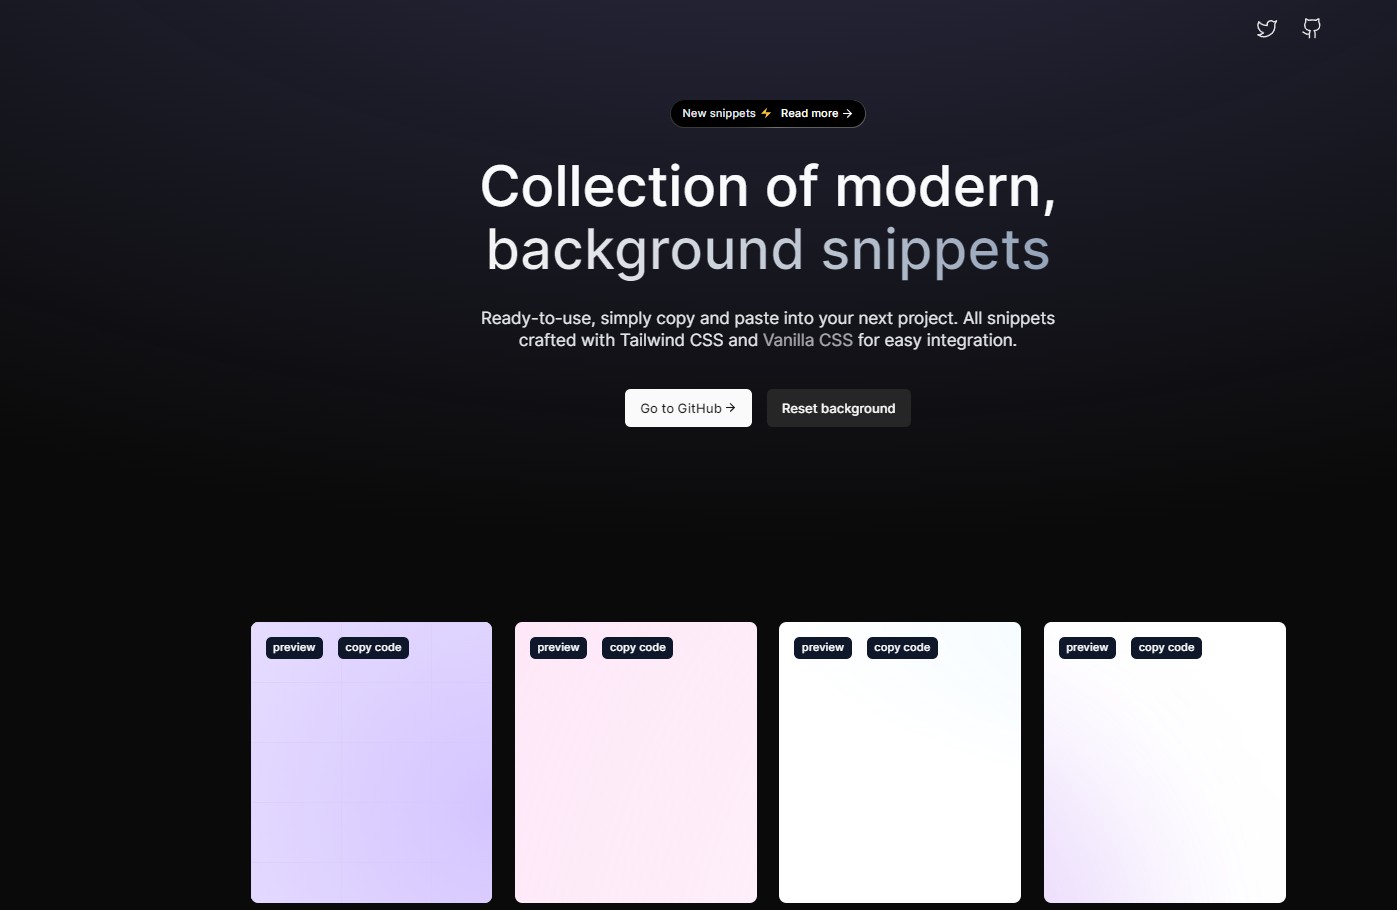 New snippets ⚡ Read more →
Collection of modern,
background snippets
Ready-to-use, simply copy and paste into your next project. All snippets
crafted with Tailwind CSS and Vanilla CSS for easy integration.
Go to GitHub → Reset background
preview copy code preview copy code preview copy code preview copy code